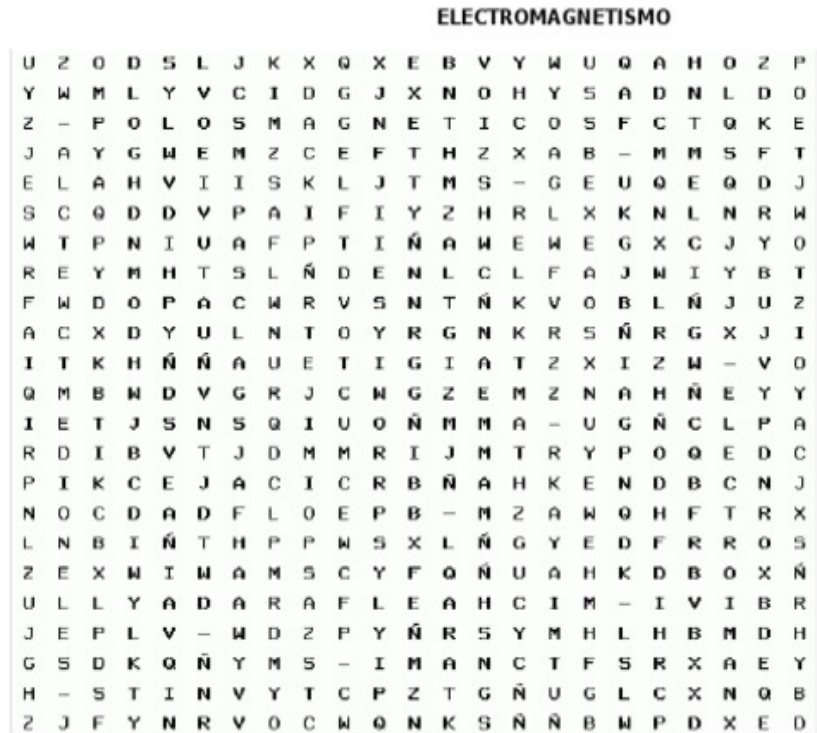 ELECTROMAGNETISMO
U Z O D S L J K X Q X E B V Y W U Q A H O Z P
Y W M L Y V C I D G J X N O H Y S A D N L D O
Z - P O L O S M A G N E T I C O S F C T Q K E
J A Y G W E M Z C E F T H Z X A B - M M S F T
E L A H V I I S K L J T M S - G E U Q E Q D J
S C Q D D V P A I F I Y Z H R L X K N L N R W
W T P N I U A F P T I Ñ A W E W E G X C J Y O
R E Y M H T S L Ñ D E N L C L F A J W I Y B T
F W D O P A C W R V S N T Ñ K V O B L Ñ J U Z
A C X D Y U L N T O Y R G N K R S Ñ R G X J I
I T K H Ñ Ñ A U E T I G I A T Z X I Z W - V O
Q M B W D V G R J C W G Z E M Z N A H Ñ E Y Y
I E T J S N S Q I U O Ñ M M A - U G Ñ C L P A
R D I B V T J D M M R I J M T R Y P O Q E D C
P I K C E J A C I C R B Ñ A H K E N D B C N J
N O C D A D F L O E P B - M Z A W Q H F T R X
L N B I Ñ T H P P W S X L Ñ G Y E D F R R O S
Z E X W I W A M S C Y F Q Ñ U A H K D B O X Ñ
U L L Y A D A R A F L E A H C I M - I V I B R
J E P L V - W D Z P Y Ñ R S Y M H L H B M D H
G S D K Q Ñ Y M S - I M A N C T F S R X A E Y
H - S T I N V Y T C P Z T G Ñ U G L C X N Q B
Z J F Y N R V O C W Q N K S Ñ Ñ B W P D X E D